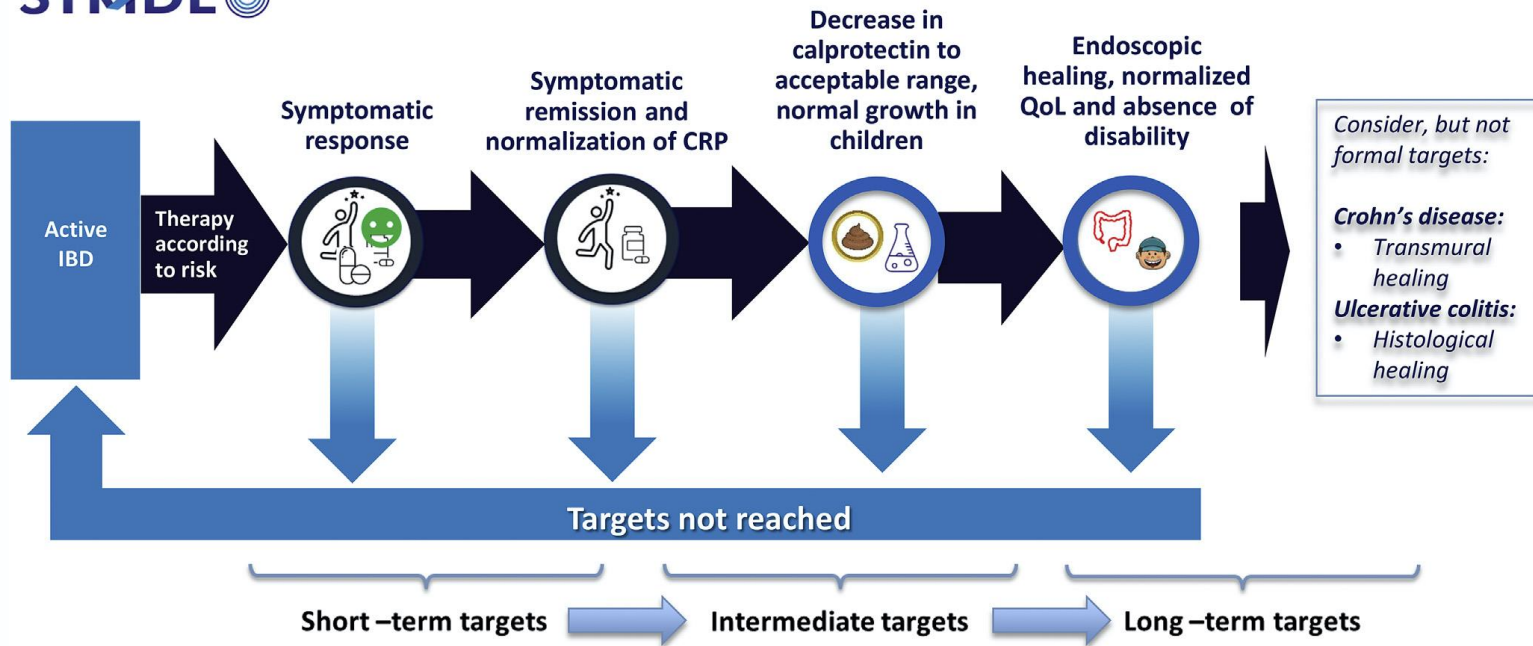 Symptomatic
response
Symptomatic
remission and
normalization of CRP
Decrease in
calprotectin to
acceptable range,
normal growth in
children
Endoscopic
healing, normalized
QoL and absence of
disability
Active
IBD
Therapy
according
to risk
Consider, but not
formal targets:
Crohn’s disease:
• Transmural
healing
Ulcerative colitis:
• Histological
healing
Targets not reached
Short –term targets
Intermediate targets
Long –term targets